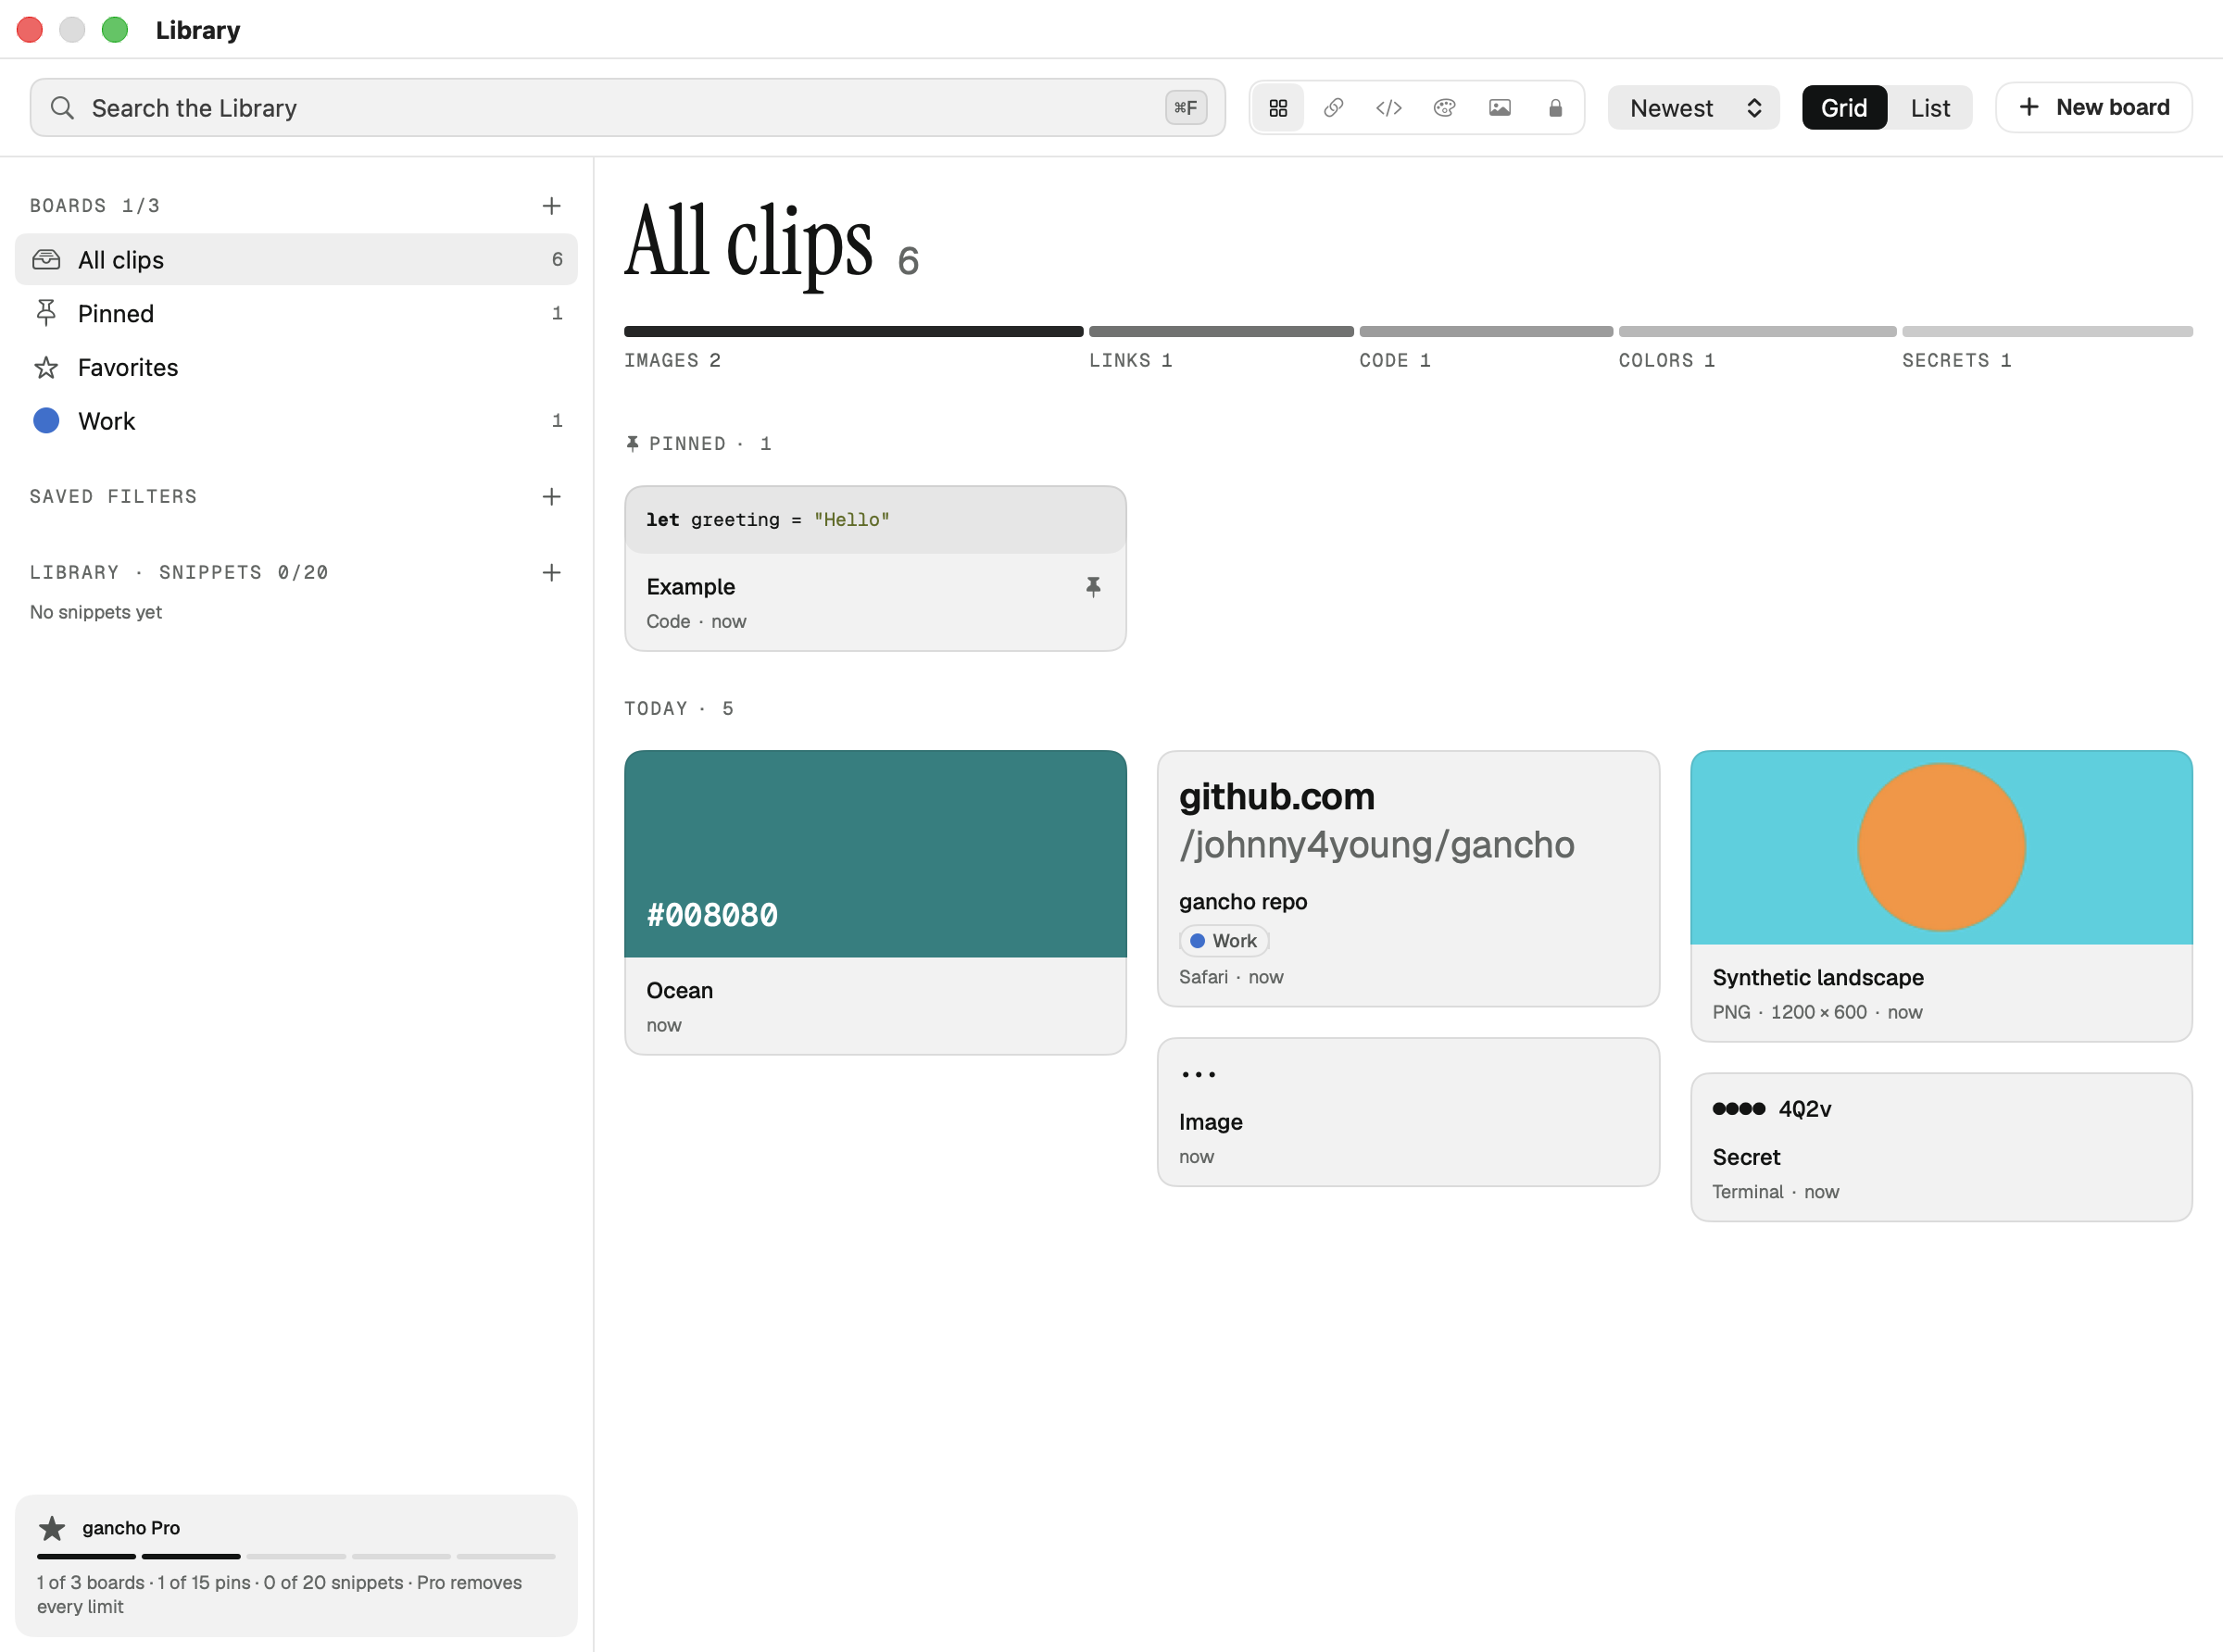 Library
Search the Library ⌘F
Newest
Grid List
+ New board
BOARDS 1/3
All clips 6
Pinned 1
Favorites
Work 1
SAVED FILTERS
LIBRARY · SNIPPETS 0/20
No snippets yet
gancho Pro
1 of 3 boards · 1 of 15 pins · 0 of 20 snippets · Pro removes
every limit
All clips 6
IMAGES 2 LINKS 1 CODE 1 COLORS 1 SECRETS 1
PINNED · 1
let greeting = "Hello"
Example
Code · now
TODAY · 5
#008080
Ocean
now
github.com
/johnny4young/gancho
gancho repo
Work
Safari · now
...
Image
now
Synthetic landscape
PNG · 1200 × 600 · now
●●●● 4Q2v
Secret
Terminal · now